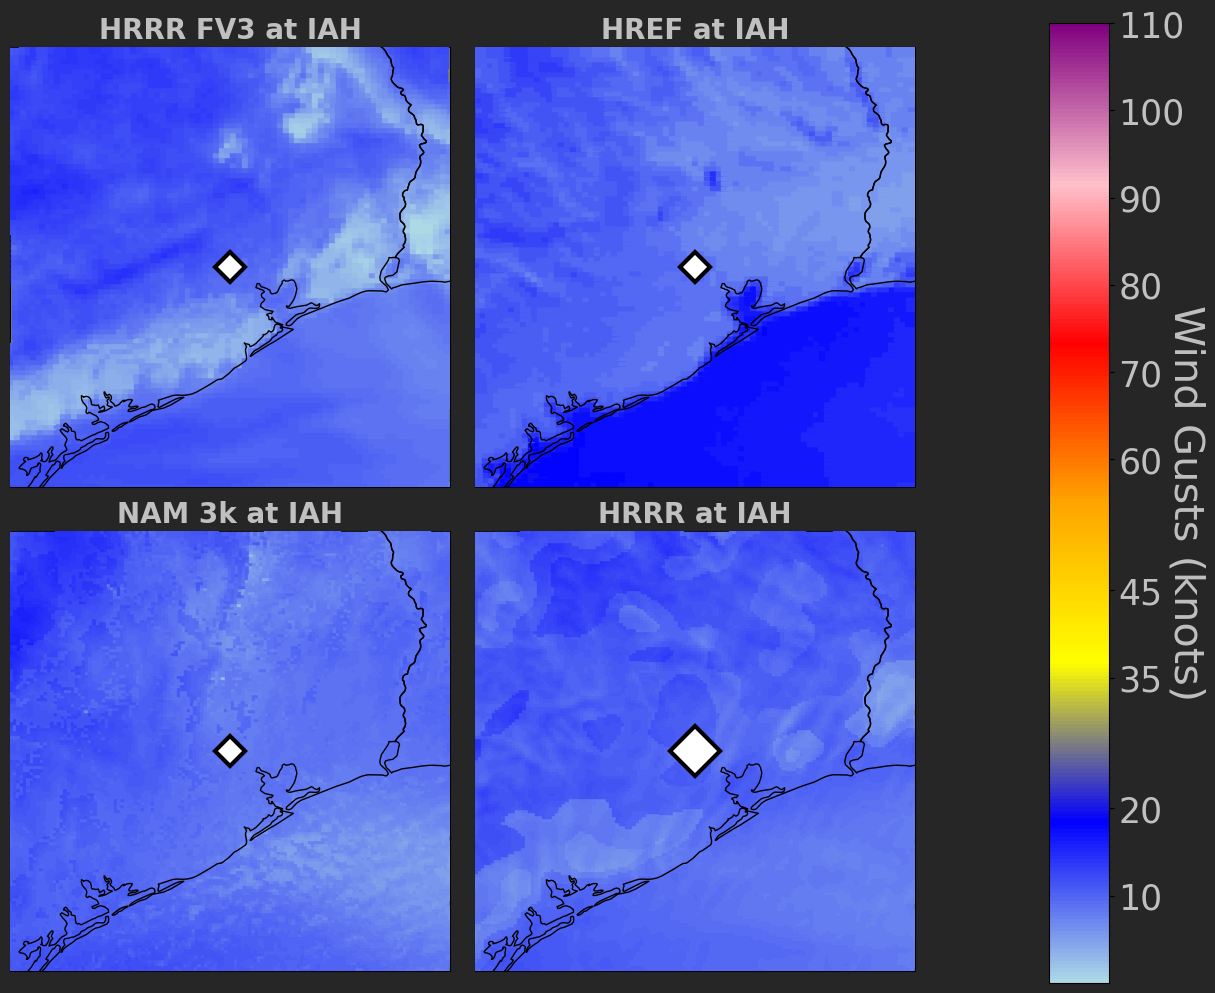 HRRR FV3 at IAH
HREF at IAH
NAM 3k at IAH
HRRR at IAH
110
100
90
80
70
60
45
35
20
10
Wind Gusts (knots)